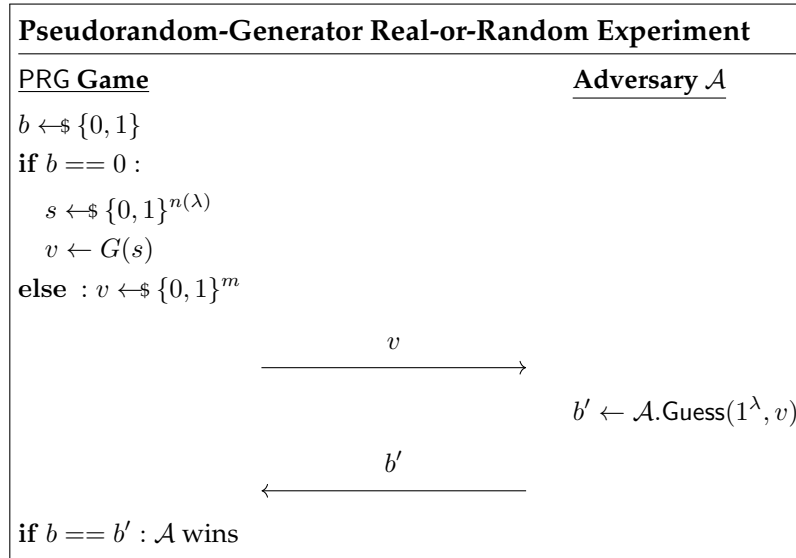 Pseudorandom-Generator Real-or-Random Experiment
PRG Game Adversary 𝒜
b ←$ {0, 1}
if b == 0 :
s ←$ {0, 1}^{n(λ)}
v ← G(s)
else : v ←$ {0, 1}^m
v
b′ ← 𝒜.Guess(1^λ, v)
b′
if b == b′ : 𝒜 wins